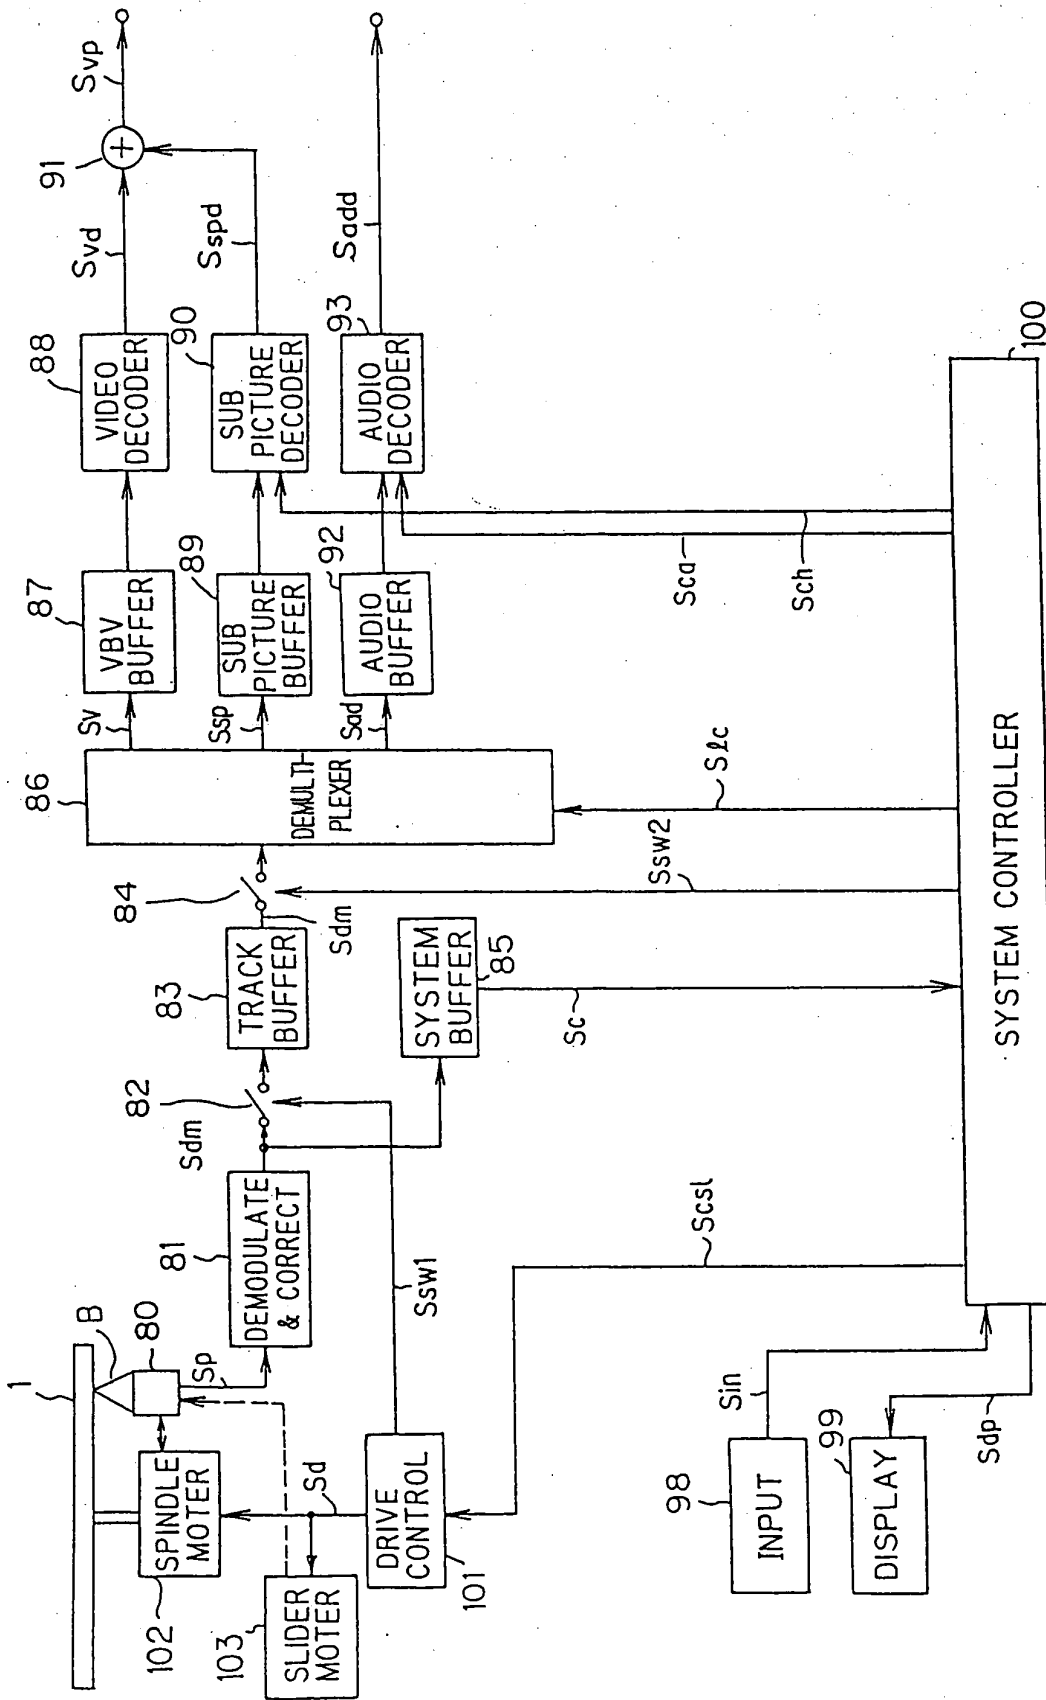 1
B
80
Sp
SPINDLE
MOTER
102
SLIDER
MOTER
103
Sd
DRIVE
CONTROL
101
DEMODULATE
& CORRECT
81
Sdm
82
Ssw1
TRACK
BUFFER
83
Sdm
84
SYSTEM
BUFFER
85
Sc
DEMULTI-
PLEXER
86
Sv
Ssp
Sad
VBV
BUFFER
87
SUB
PICTURE
BUFFER
89
AUDIO
BUFFER
92
VIDEO
DECODER
88
SUB
PICTURE
DECODER
90
AUDIO
DECODER
93
Svd
Sspd
Sadd
91
+
Svp
Scsl
Ssw2
Slc
Sca
Sch
INPUT
98
Sin
DISPLAY
99
Sdp
SYSTEM CONTROLLER
100